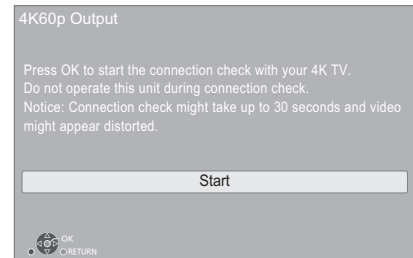 4K60p Output
Press OK to start the connection check with your 4K TV.
Do not operate this unit during connection check.
Notice: Connection check might take up to 30 seconds and video
might appear distorted.
Start
OK
RETURN